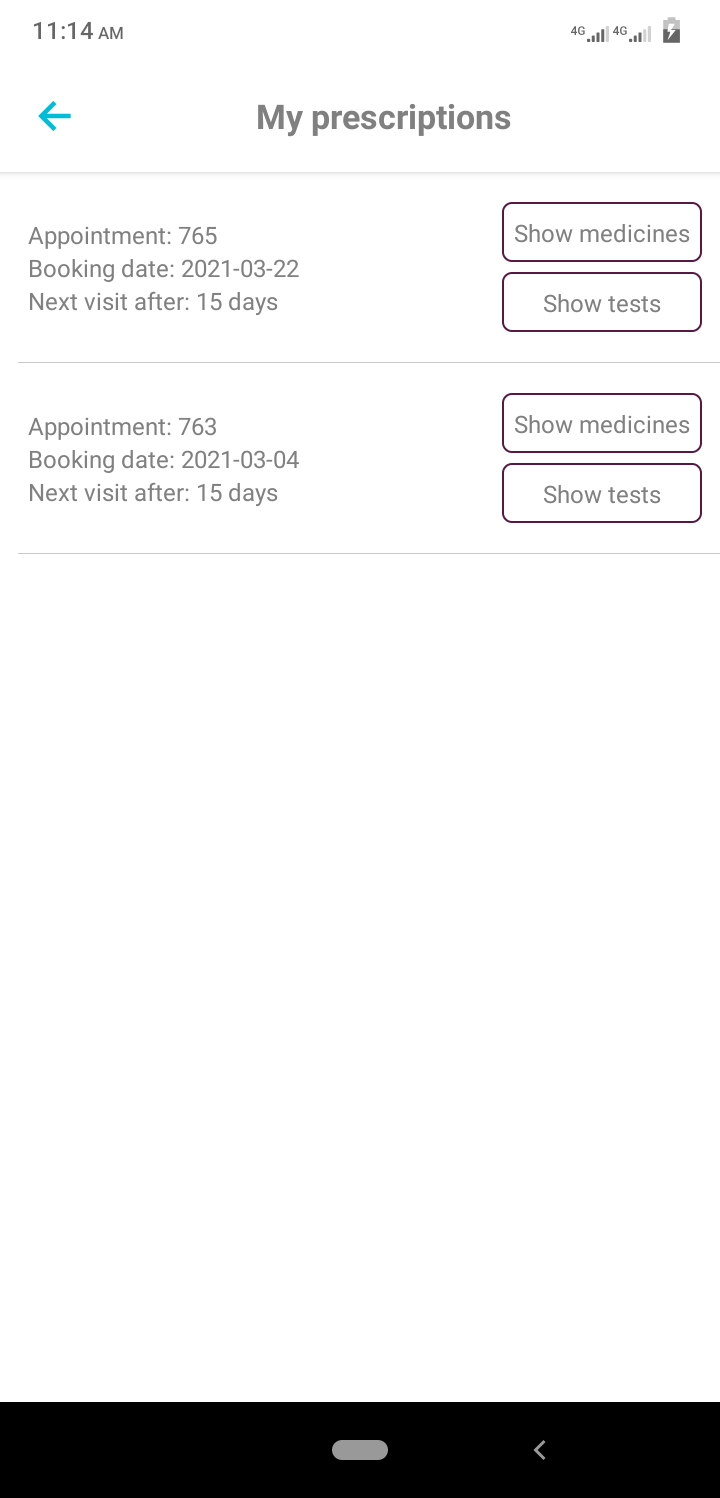 11:14 AM
4G 4G
My prescriptions
Appointment: 765
Booking date: 2021-03-22
Next visit after: 15 days
Show medicines
Show tests
Appointment: 763
Booking date: 2021-03-04
Next visit after: 15 days
Show medicines
Show tests